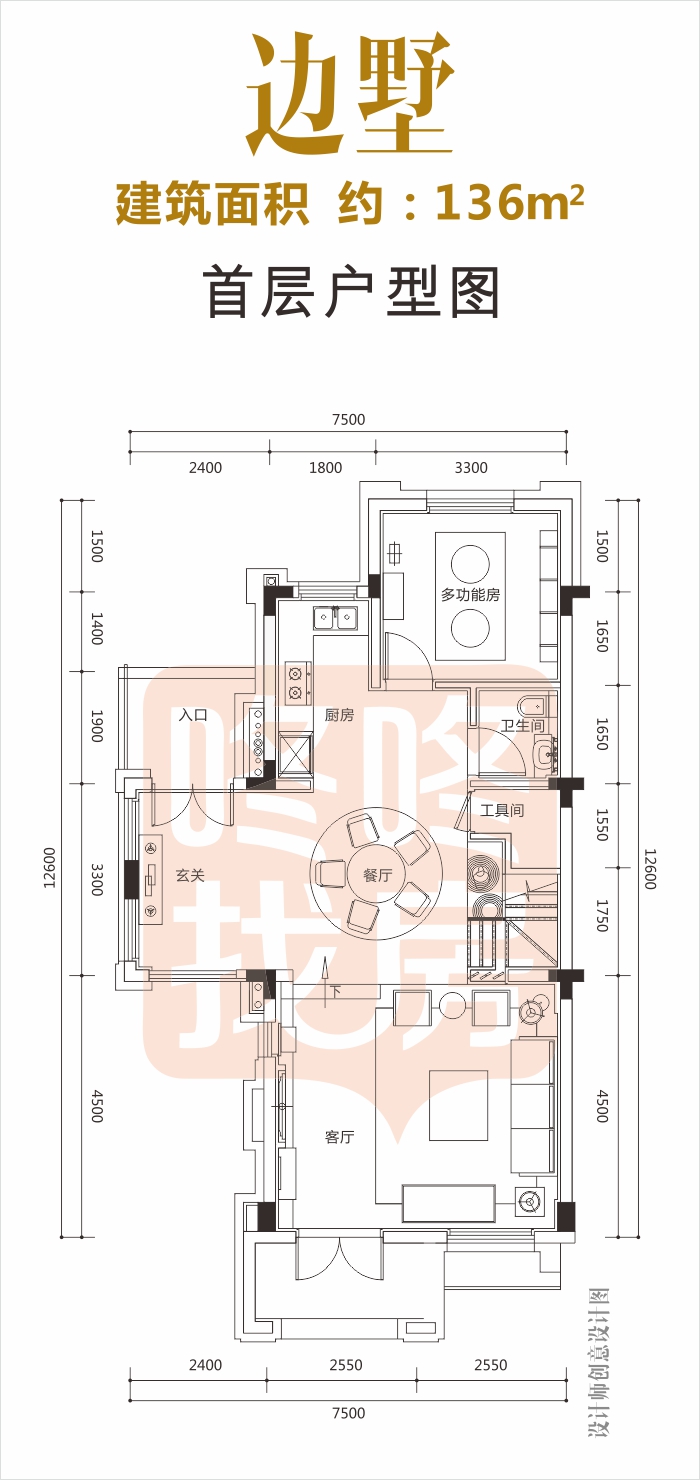 边墅
建筑面积 约：136m²
首层户型图
7500
2400 1800 3300
1500
1400
1900
3300
4500
12600
1500
1650
1650
1550
1750
4500
12600
多功能房
入口
厨房
卫生间
工具间
玄关
餐厅
下
客厅
咚咚
找房
2400 2550 2550
7500
设计师创意设计图